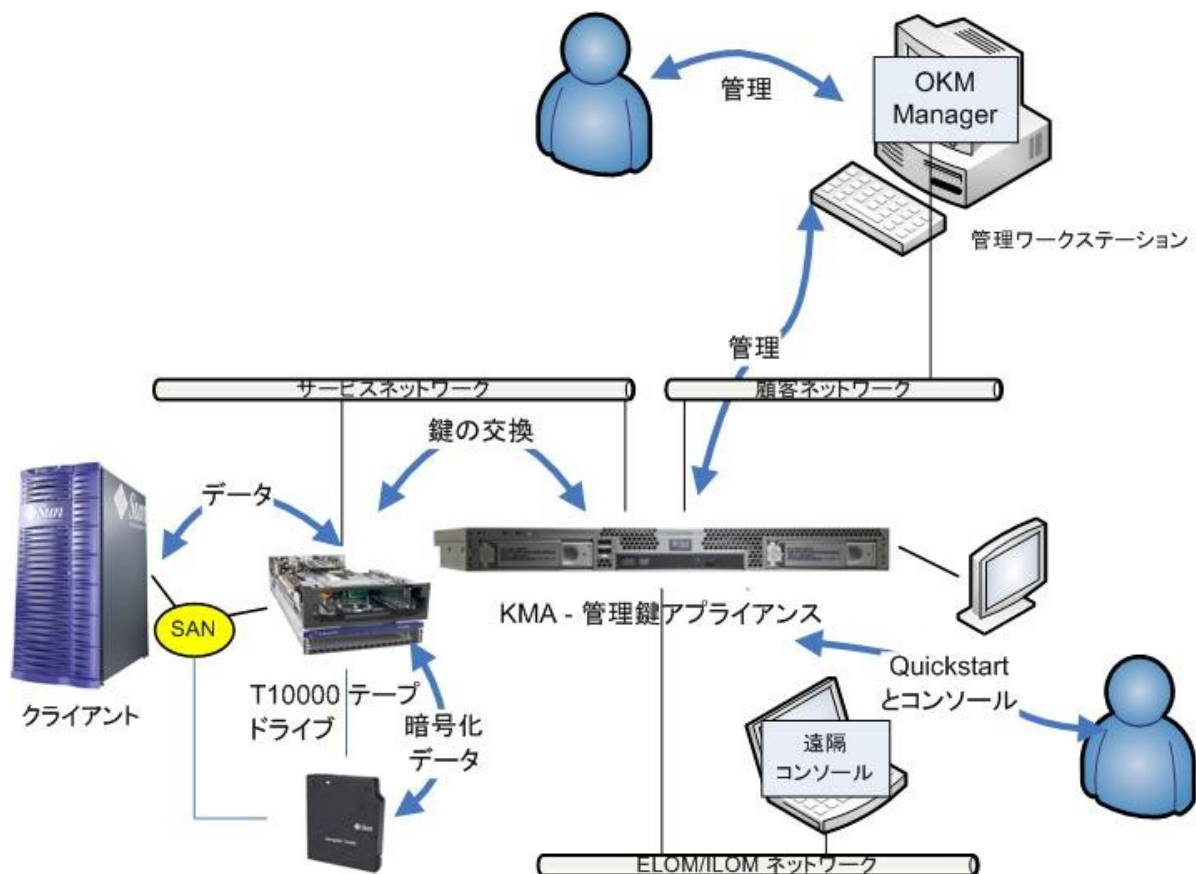 管理
OKM
Manager
管理ワークステーション
管理
サービスネットワーク
顧客ネットワーク
鍵の交換
データ
Sun
Sun
SAN
KMA - 管理鍵アプライアンス
クライアント
T10000 テープ
ドライブ
暗号化
データ
Quickstart
とコンソール
遠隔
コンソール
Sun
ELOM/ILOM ネットワーク